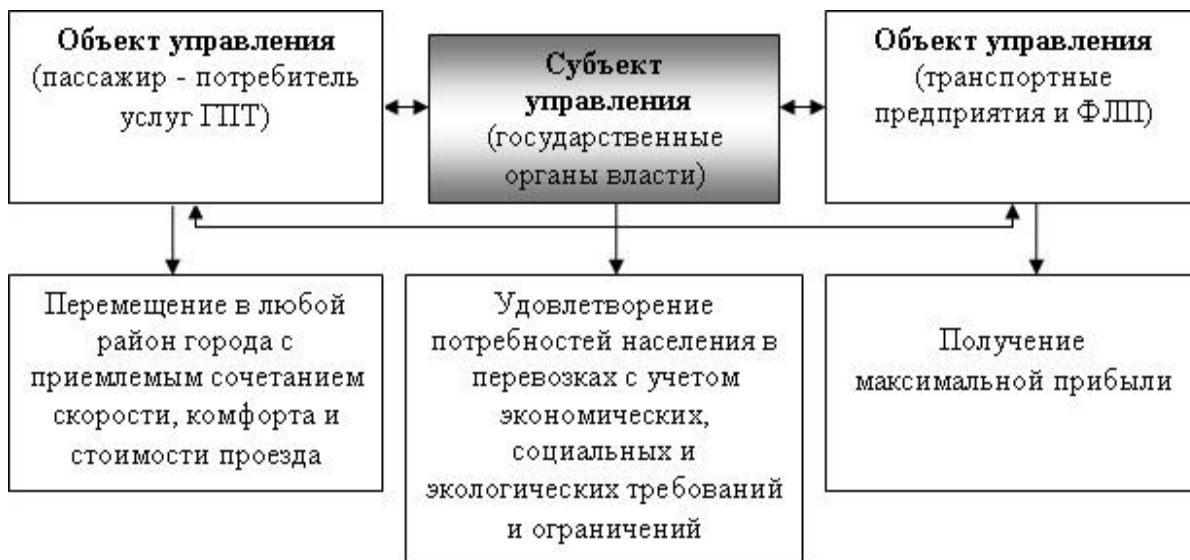 Объект управления
(пассажир - потребитель
услуг ГПТ)
Субъект
управления
(государственные
органы власти)
Объект управления
(транспортные
предприятия и ФЛП)
Перемещение в любой
район города с
приемлемым сочетанием
скорости, комфорта и
стоимости проезда
Удовлетворение
потребностей населения в
перевозках с учетом
экономических,
социальных и
экологических требований
и ограничений
Получение
максимальной прибыли